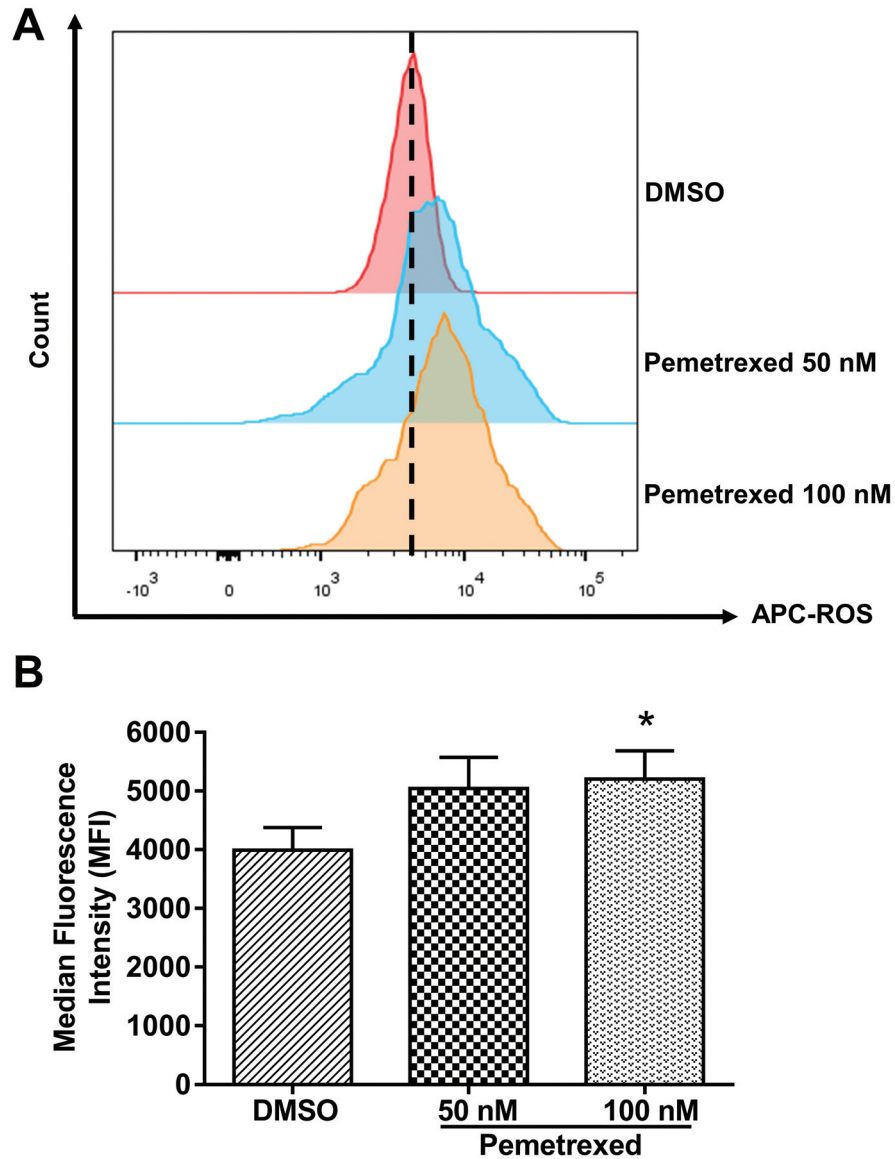 A
Count
DMSO
Pemetrexed 50 nM
Pemetrexed 100 nM
-10³ 0 10³ 10⁴ 10⁵
APC-ROS
B
Median Fluorescence
Intensity (MFI)
6000
5000
4000
3000
2000
1000
0
*
DMSO 50 nM 100 nM
Pemetrexed